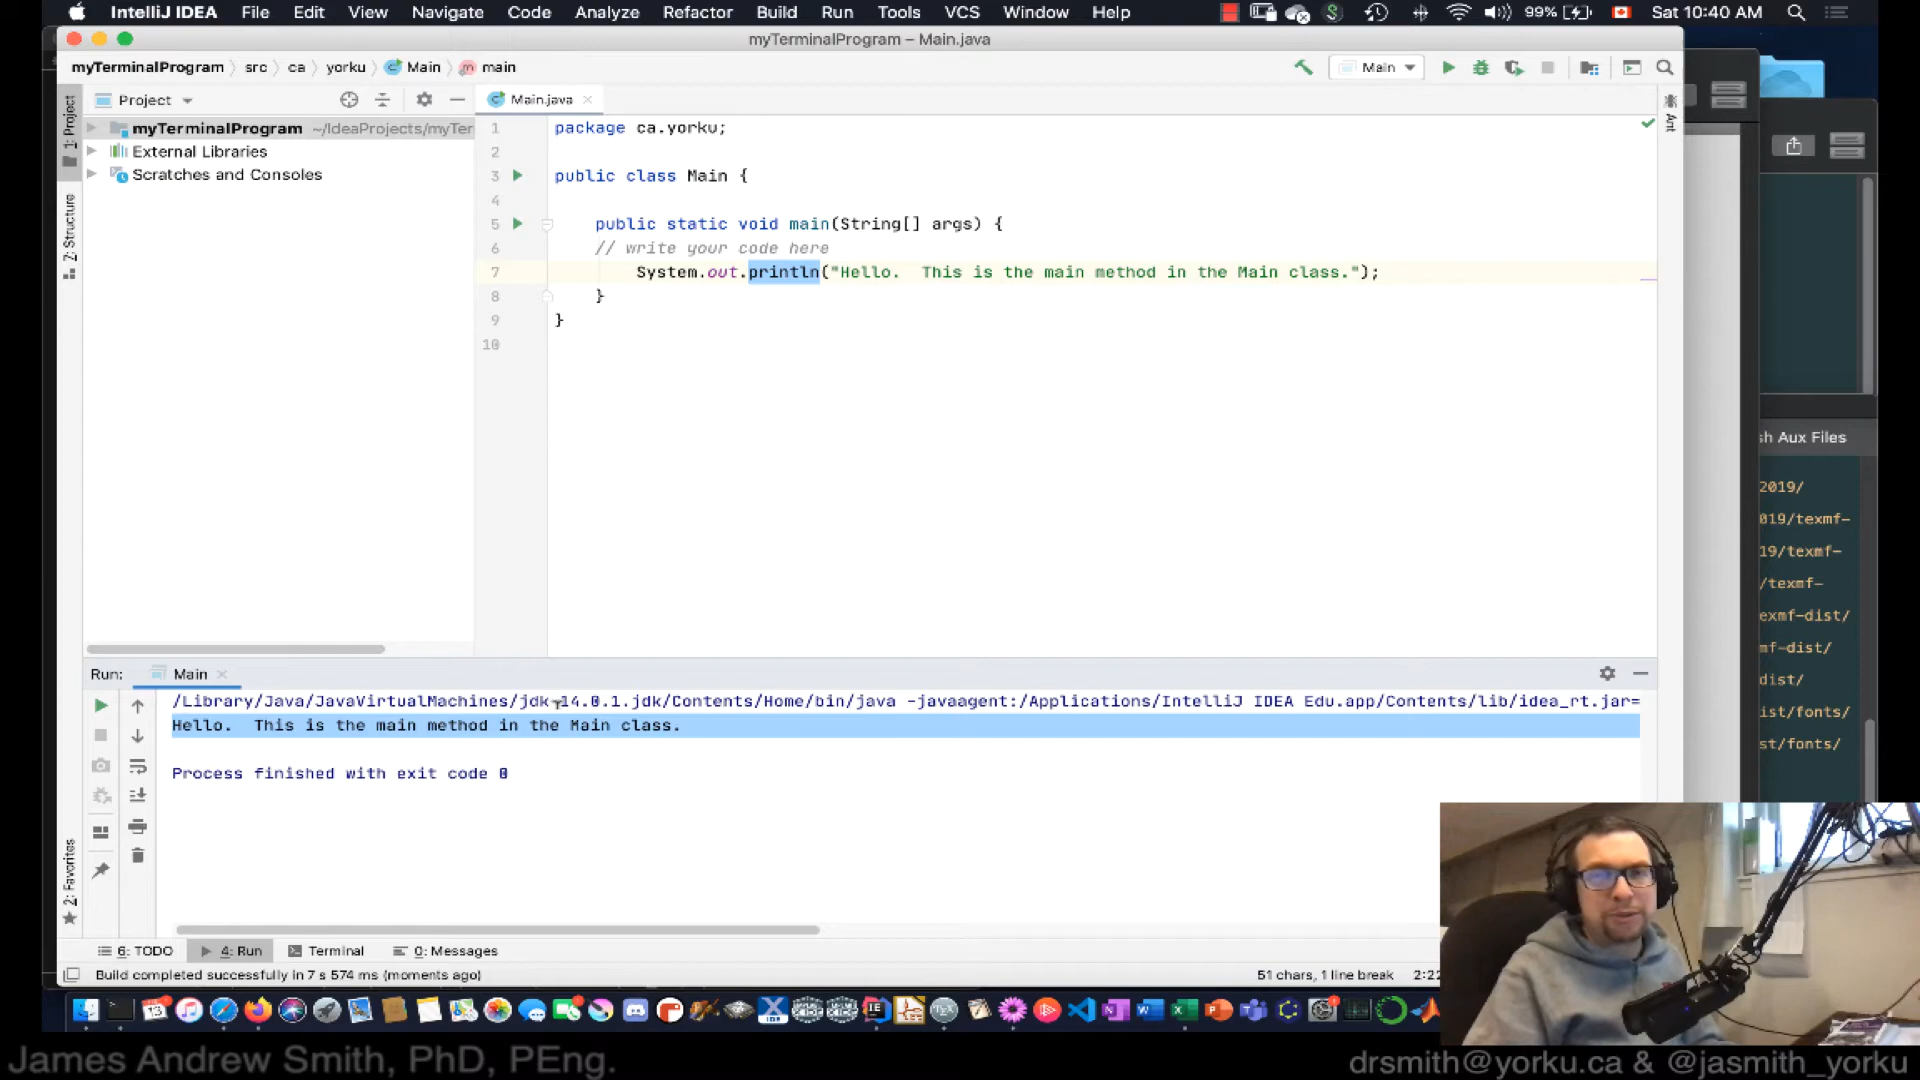 IntelliJ IDEA File Edit View Navigate Code Analyze Refactor Build Run Tools VCS Window Help 99% Sat 10:40 AM
myTerminalProgram – Main.java
myTerminalProgram src ca yorku Main main Main
1: Project
Project
Main.java
myTerminalProgram ~/IdeaProjects/myTer
External Libraries
Scratches and Consoles
7: Structure
Ant
1 package ca.yorku;
2
3 public class Main {
4
5 public static void main(String[] args) {
6 // write your code here
7 System.out.println("Hello.  This is the main method in the Main class.");
8 }
9 }
10
sh Aux Files
2019/
019/texmf-
19/texmf-
/texmf-
exmf-dist/
mf-dist/
dist/
ist/fonts/
st/fonts/
Run: Main
/Library/Java/JavaVirtualMachines/jdk-14.0.1.jdk/Contents/Home/bin/java -javaagent:/Applications/IntelliJ IDEA Edu.app/Contents/lib/idea_rt.jar=
Hello.  This is the main method in the Main class.
Process finished with exit code 0
2: Favorites
6: TODO 4: Run Terminal 0: Messages
Build completed successfully in 7 s 574 ms (moments ago) 51 chars, 1 line break 2:22
James Andrew Smith, PhD, PEng.
drsmith@yorku.ca & @jasmith_yorku